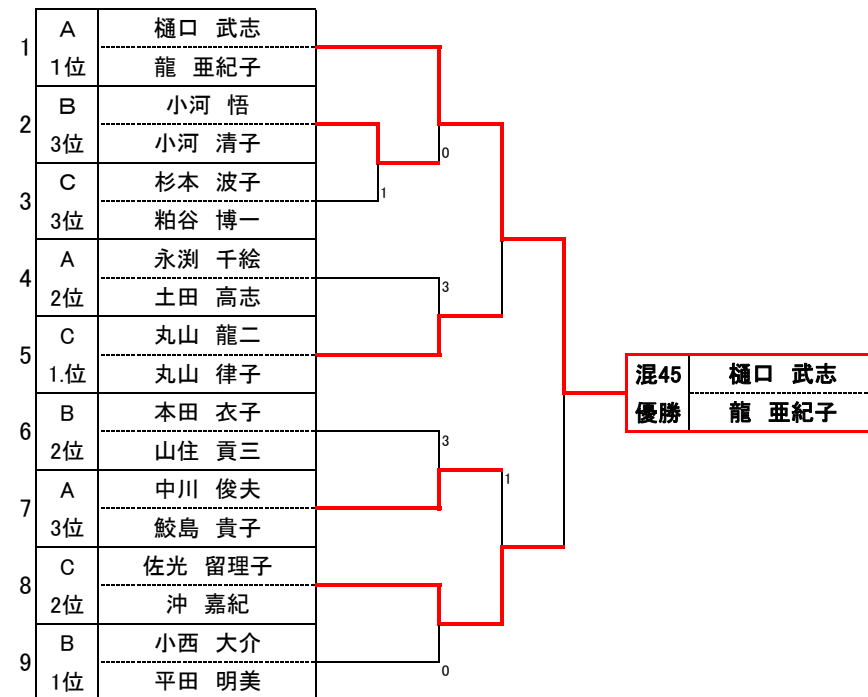 1 A 樋口 武志
1位 龍 亜紀子
2 B 小河 悟
3位 小河 清子
0
3 C 杉本 波子
1
3位 粕谷 博一
4 A 永渕 千絵
2位 土田 高志
3
5 C 丸山 龍二
1.位 丸山 律子
混45 樋口 武志
優勝 龍 亜紀子
6 B 本田 衣子
2位 山住 貢三
3
7 A 中川 俊夫
1
3位 鮫島 貴子
8 C 佐光 留理子
2位 沖 嘉紀
9 B 小西 大介
0
1位 平田 明美